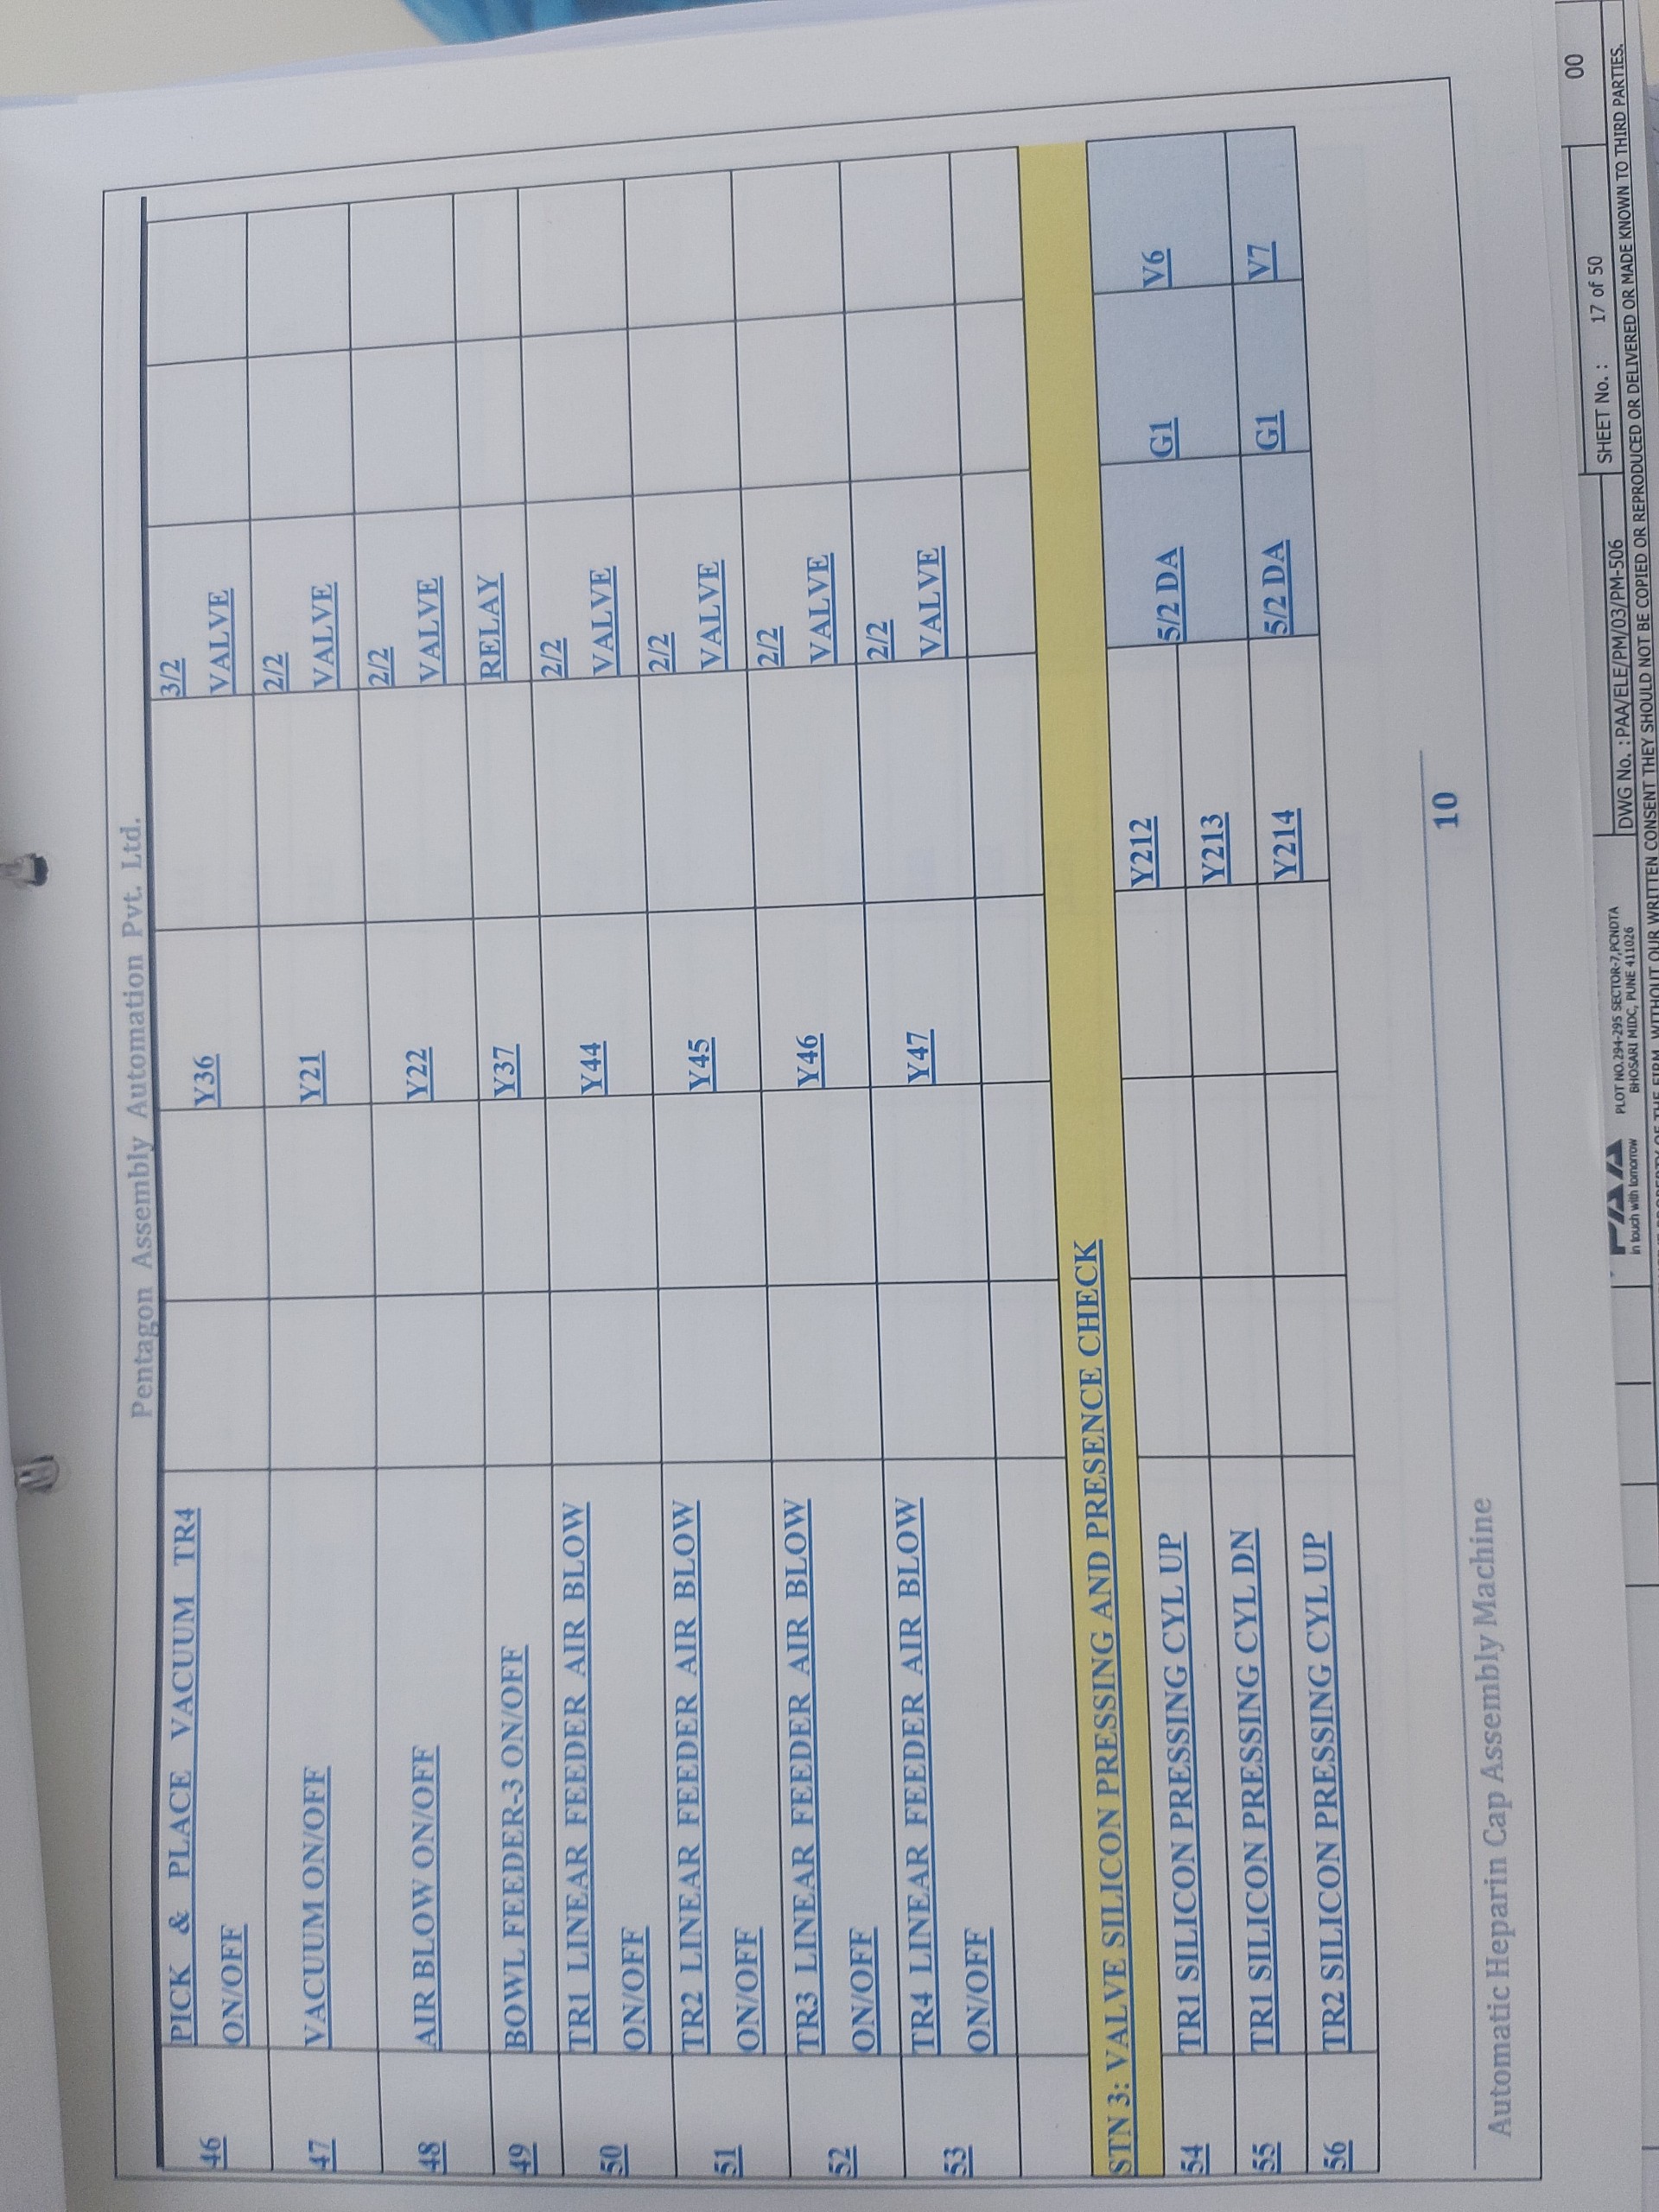 Pentagon Assembly Automation Pvt. Ltd.
46 PICK & PLACE VACUUM TR4 ON/OFF Y36 3/2 VALVE
47 VACUUM ON/OFF Y21 2/2 VALVE
48 AIR BLOW ON/OFF Y22 2/2 VALVE
49 BOWL FEEDER-3 ON/OFF Y37 RELAY
50 TR1 LINEAR FEEDER AIR BLOW ON/OFF Y44 2/2 VALVE
51 TR2 LINEAR FEEDER AIR BLOW ON/OFF Y45 2/2 VALVE
52 TR3 LINEAR FEEDER AIR BLOW ON/OFF Y46 2/2 VALVE
53 TR4 LINEAR FEEDER AIR BLOW ON/OFF Y47 2/2 VALVE
STN 3: VALVE SILICON PRESSING AND PRESENCE CHECK
54 TR1 SILICON PRESSING CYL UP Y212 5/2 DA G1 V6
55 TR1 SILICON PRESSING CYL DN Y213
56 TR2 SILICON PRESSING CYL UP Y214 5/2 DA G1 V7
10
Automatic Heparin Cap Assembly Machine
PAA
in touch with tomorrow
PLOT NO.294-295 SECTOR-7,PCNDTA
BHOSARI MIDC, PUNE 411026
DWG No. : PAA/ELE/PM/03/PM-506
SHEET No. : 17 of 50
00
OF THE FIRM. WITHOUT OUR WRITTEN CONSENT THEY SHOULD NOT BE COPIED OR REPRODUCED OR DELIVERED OR MADE KNOWN TO THIRD PARTIES.